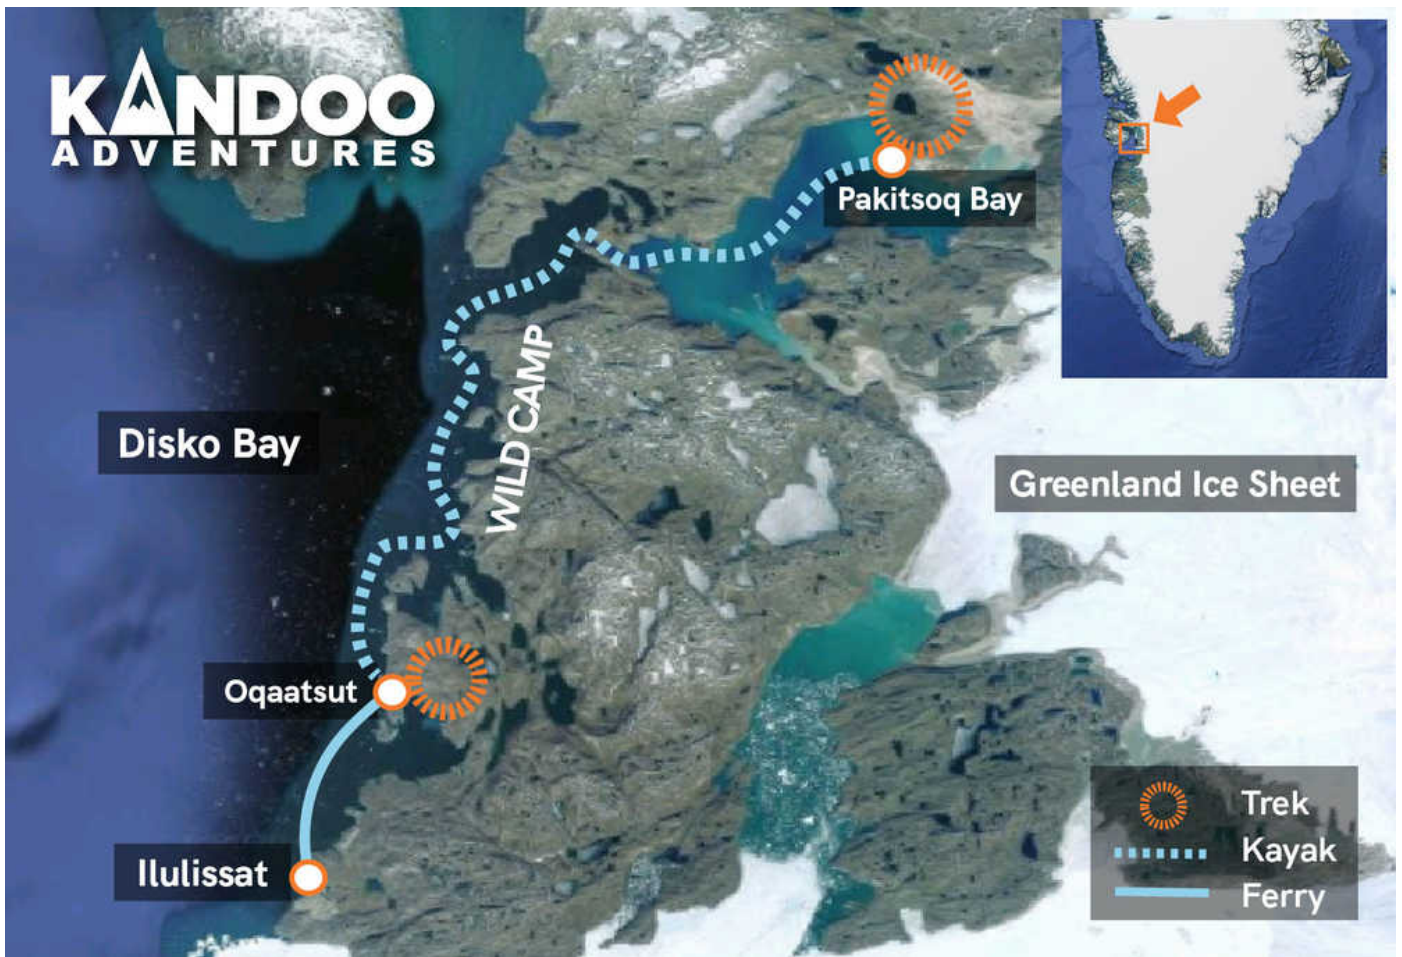 KANDOO
ADVENTURES
Pakitsoq Bay
WILD CAMP
Disko Bay
Greenland Ice Sheet
Oqaatsut
Ilulissat
Trek
Kayak
Ferry